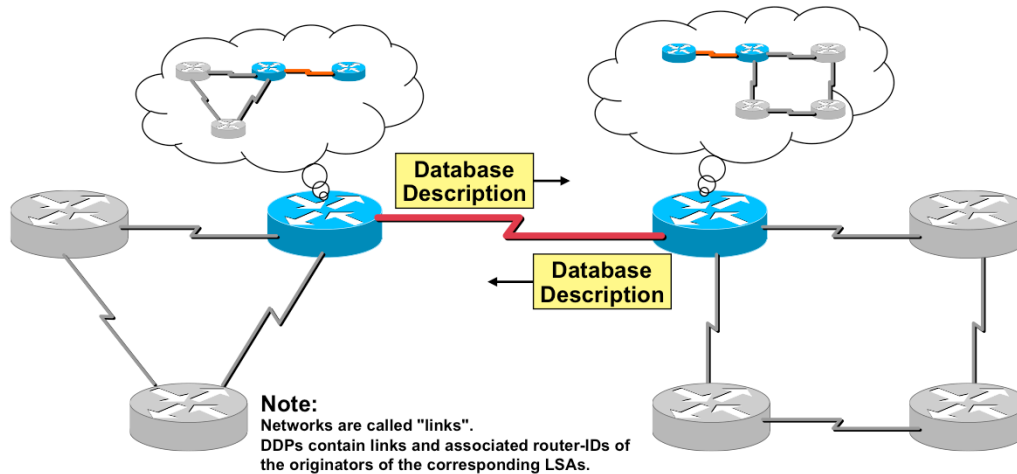 Database
Description
Database
Description
Note:
Networks are called "links".
DDPs contain links and associated router-IDs of
the originators of the corresponding LSAs.